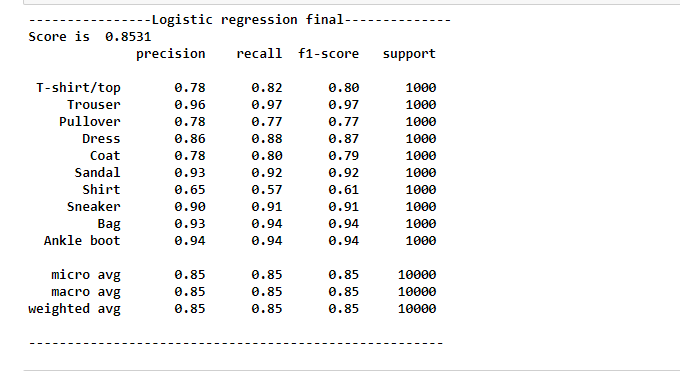 ----------------Logistic regression final--------------
Score is  0.8531
              precision    recall  f1-score   support

 T-shirt/top       0.78      0.82      0.80      1000
     Trouser       0.96      0.97      0.97      1000
    Pullover       0.78      0.77      0.77      1000
       Dress       0.86      0.88      0.87      1000
        Coat       0.78      0.80      0.79      1000
      Sandal       0.93      0.92      0.92      1000
       Shirt       0.65      0.57      0.61      1000
     Sneaker       0.90      0.91      0.91      1000
         Bag       0.93      0.94      0.94      1000
  Ankle boot       0.94      0.94      0.94      1000

   micro avg       0.85      0.85      0.85     10000
   macro avg       0.85      0.85      0.85     10000
weighted avg       0.85      0.85      0.85     10000

------------------------------------------------------